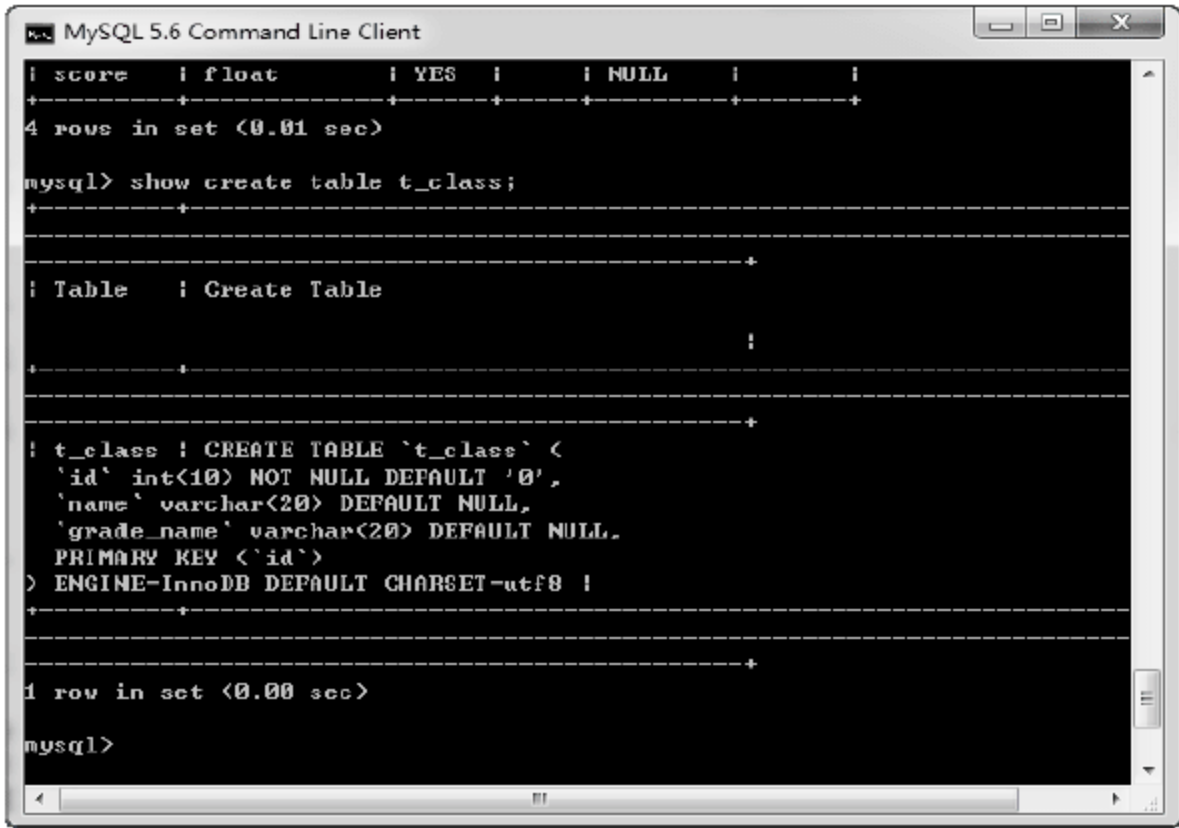 MySQL 5.6 Command Line Client
| score | float | YES | | NULL | | |
+---------+-------------+------+-----+---------+-------+
4 rows in set (0.01 sec)
mysql> show create table t_class;
| Table | Create Table
|
| t_class | CREATE TABLE `t_class` (
`id` int(10) NOT NULL DEFAULT '0',
`name` varchar(20) DEFAULT NULL,
`grade_name` varchar(20) DEFAULT NULL,
PRIMARY KEY (`id`)
) ENGINE=InnoDB DEFAULT CHARSET=utf8 |
1 row in set (0.00 sec)
mysql>